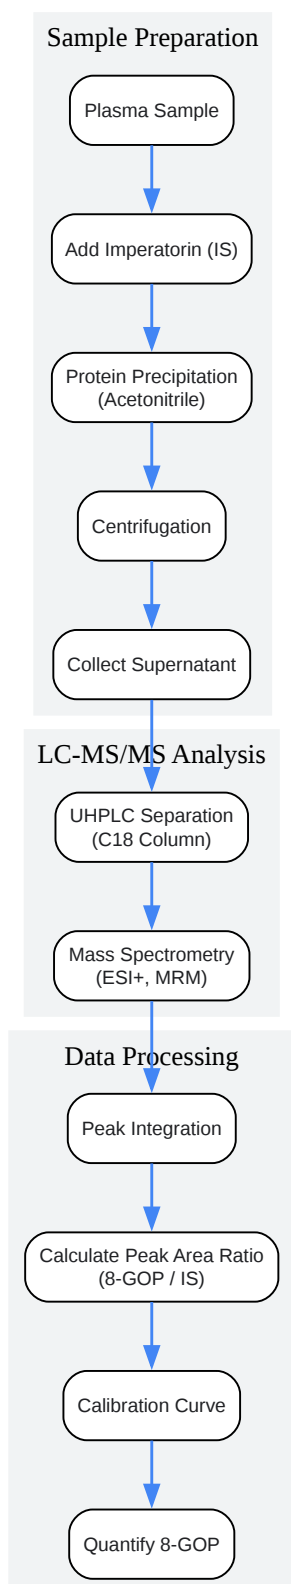 Sample Preparation
Plasma Sample
Add Imperatorin (IS)
Protein Precipitation
(Acetonitrile)
Centrifugation
Collect Supernatant
LC-MS/MS Analysis
UHPLC Separation
(C18 Column)
Mass Spectrometry
(ESI+, MRM)
Data Processing
Peak Integration
Calculate Peak Area Ratio
(8-GOP / IS)
Calibration Curve
Quantify 8-GOP